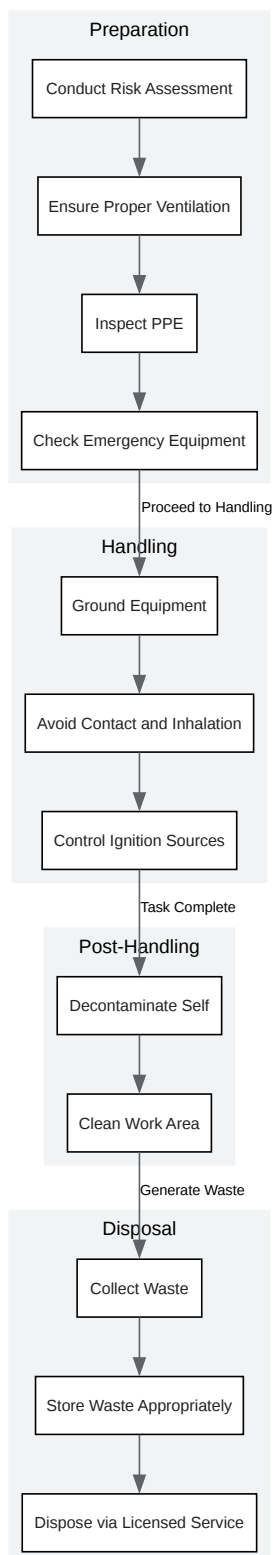 Preparation
Conduct Risk Assessment
Ensure Proper Ventilation
Inspect PPE
Check Emergency Equipment
Proceed to Handling
Handling
Ground Equipment
Avoid Contact and Inhalation
Control Ignition Sources
Task Complete
Post-Handling
Decontaminate Self
Clean Work Area
Generate Waste
Disposal
Collect Waste
Store Waste Appropriately
Dispose via Licensed Service